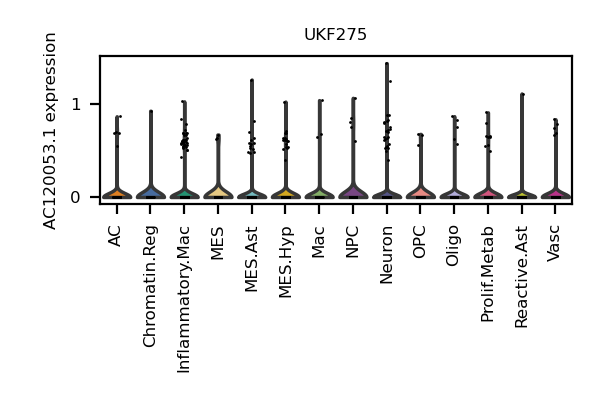 UKF275
AC120053.1 expression
1
0
AC
Chromatin.Reg
Inflammatory.Mac
MES
MES.Ast
MES.Hyp
Mac
NPC
Neuron
OPC
Oligo
Prolif.Metab
Reactive.Ast
Vasc